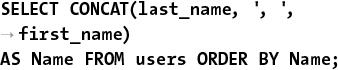 SELECT CONCAT(last_name, ', ',
→first_name)
AS Name FROM users ORDER BY Name;